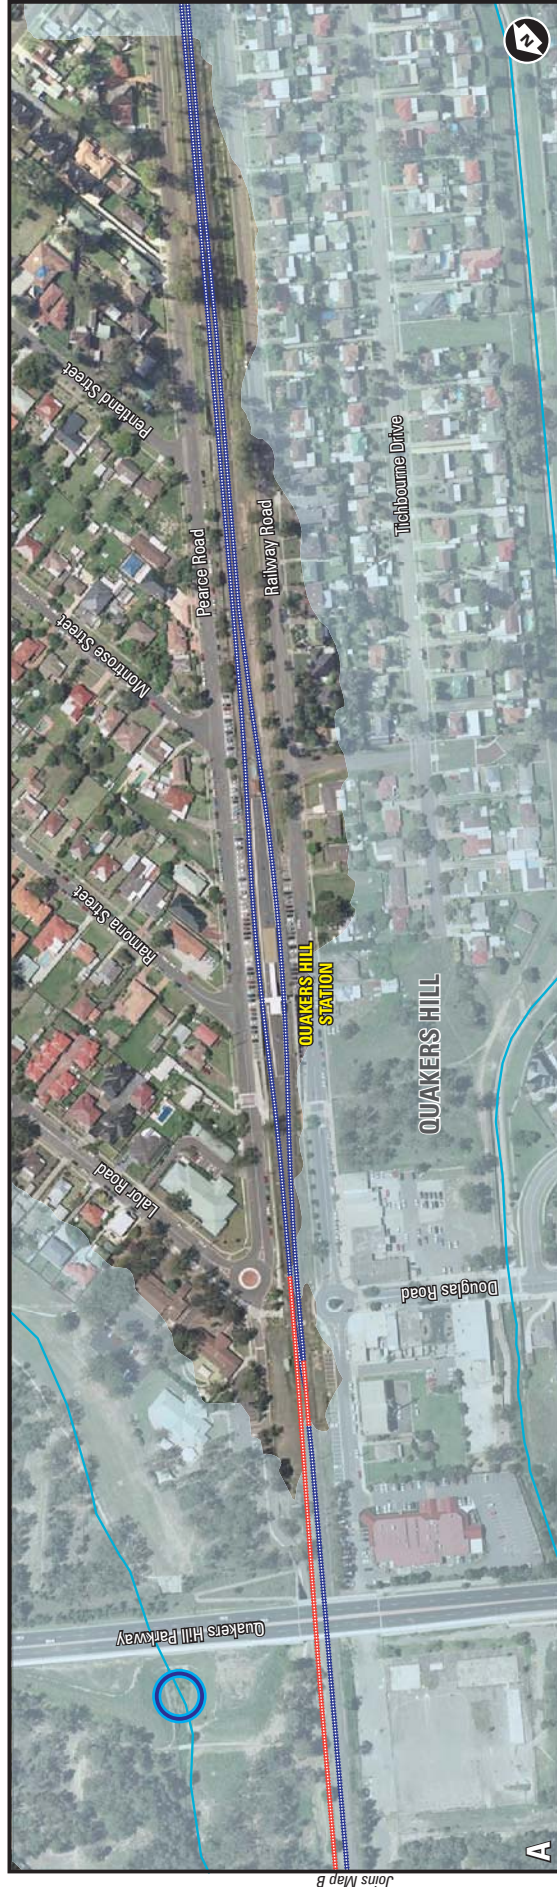 N
Pentland Street
Pearce Road
Railway Road
Tichbourne Drive
Montrose Street
Ramona Street
QUAKERS HILL
STATION
QUAKERS HILL
Lalor Road
Douglas Road
Quakers Hill Parkway
A
Joins Map B